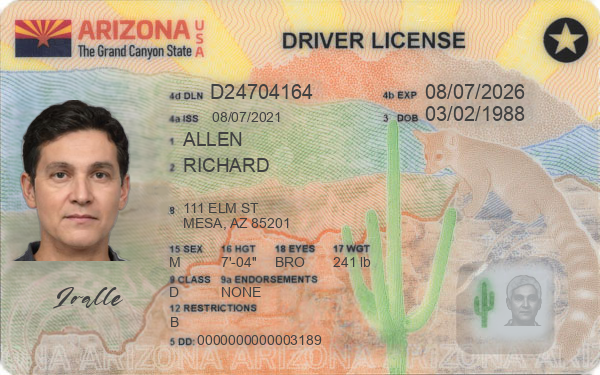 ARIZONA USA
The Grand Canyon State
DRIVER LICENSE
4d DLN D24704164
4b EXP 08/07/2026
4a ISS 08/07/2021
3 DOB 03/02/1988
1 ALLEN
2 RICHARD
8 111 ELM ST
MESA, AZ 85201
15 SEX 16 HGT 18 EYES 17 WGT
M 7'-04" BRO 241 lb
9 CLASS 9a ENDORSEMENTS
D NONE
12 RESTRICTIONS
B
5 DD: 0000000000003189
ARIZONA ARIZONA ARIZONA ARIZONA